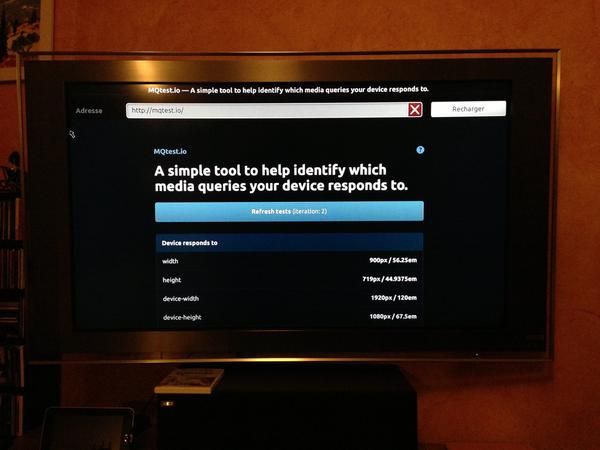 MQtest.io — A simple tool to help identify which media queries your device responds to.
Adresse
http://mqtest.io/
Recharger
MQtest.io
?
A simple tool to help identify which
media queries your device responds to.
Refresh tests (iteration: 2)
Device responds to
width 900px / 56.25em
height 719px / 44.9375em
device-width 1920px / 120em
device-height 1080px / 67.5em